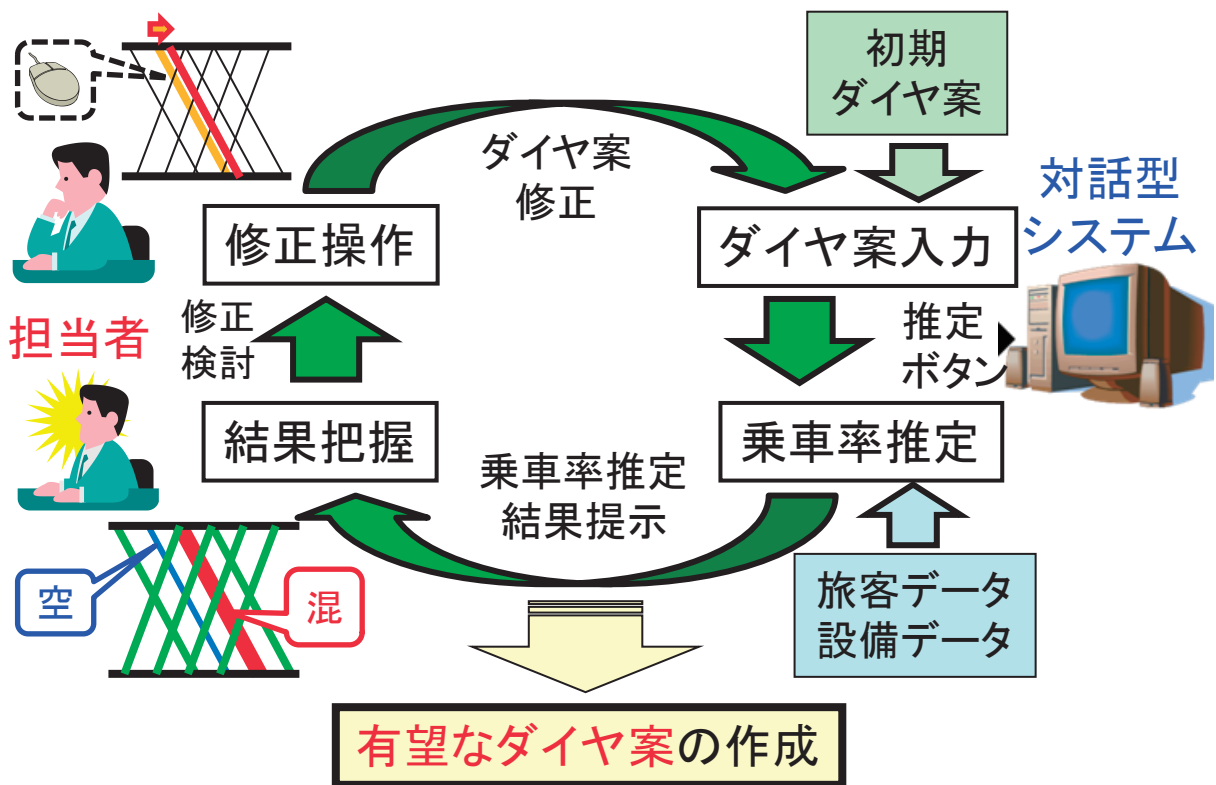 初期
ダイヤ案
ダイヤ案
修正
対話型
システム
修正操作
ダイヤ案入力
担当者
修正
検討
推定
ボタン
結果把握
乗車率推定
乗車率推定
結果提示
空
混
旅客データ
設備データ
有望なダイヤ案の作成